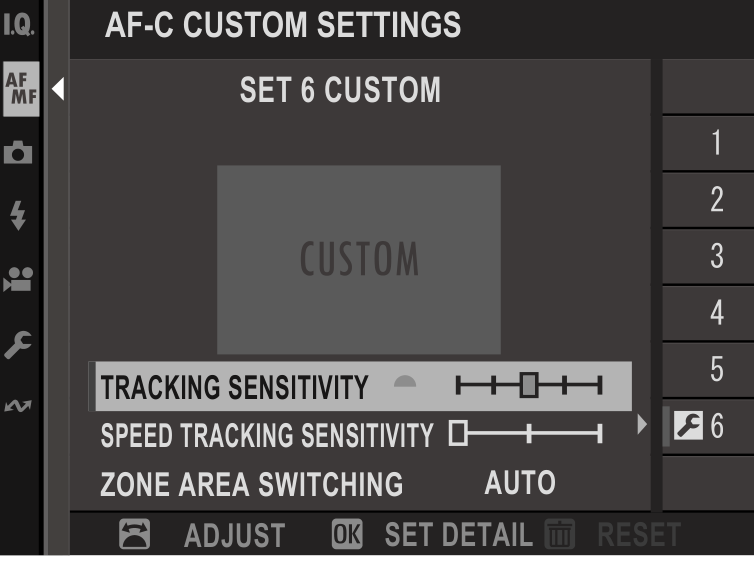 I.Q.
AF-C CUSTOM SETTINGS
AF
MF
SET 6 CUSTOM
1
2
3
4
5
6
CUSTOM
TRACKING SENSITIVITY
SPEED TRACKING SENSITIVITY
ZONE AREA SWITCHING AUTO
ADJUST OK SET DETAIL RESET